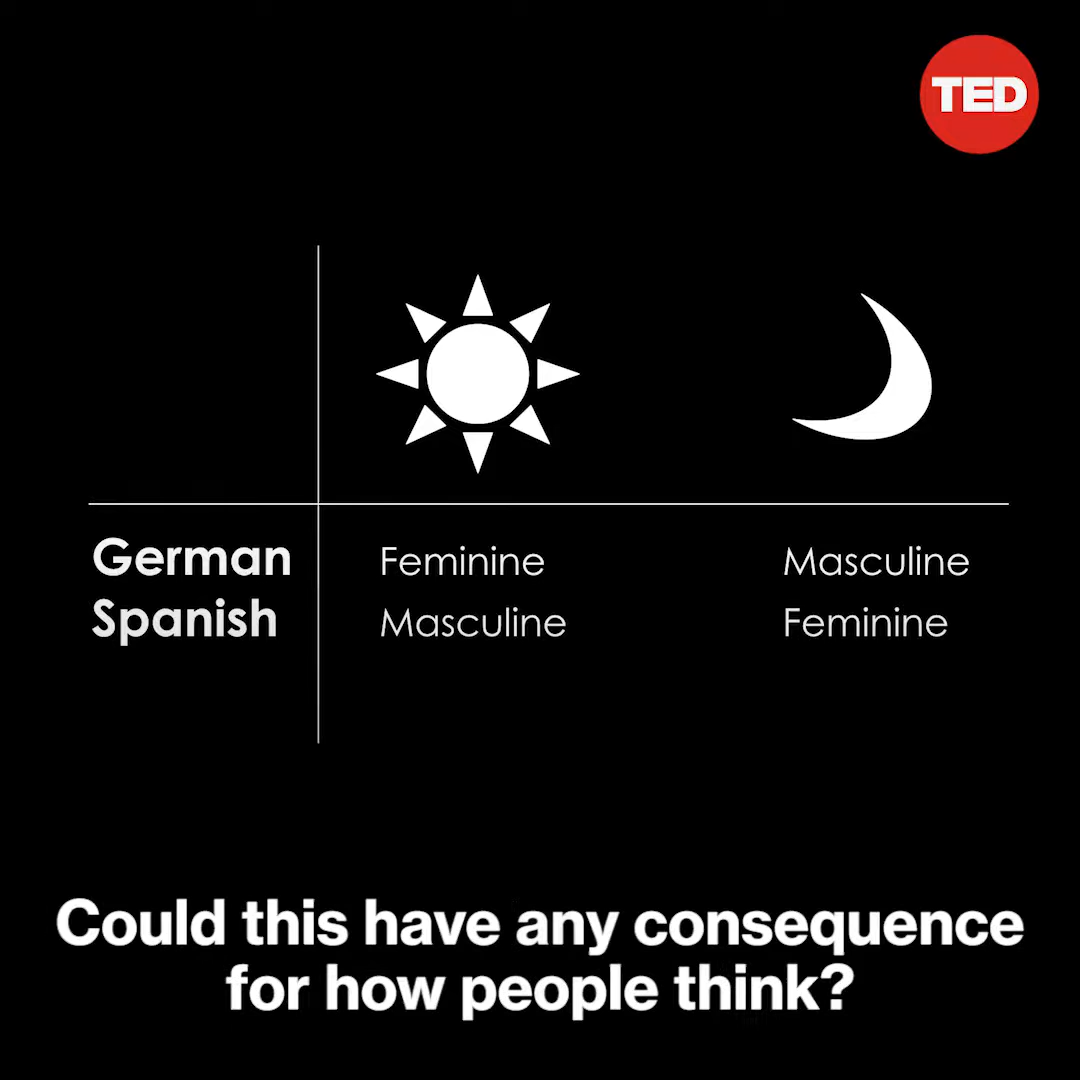 TED
German Feminine Masculine
Spanish Masculine Feminine
Could this have any consequence
for how people think?